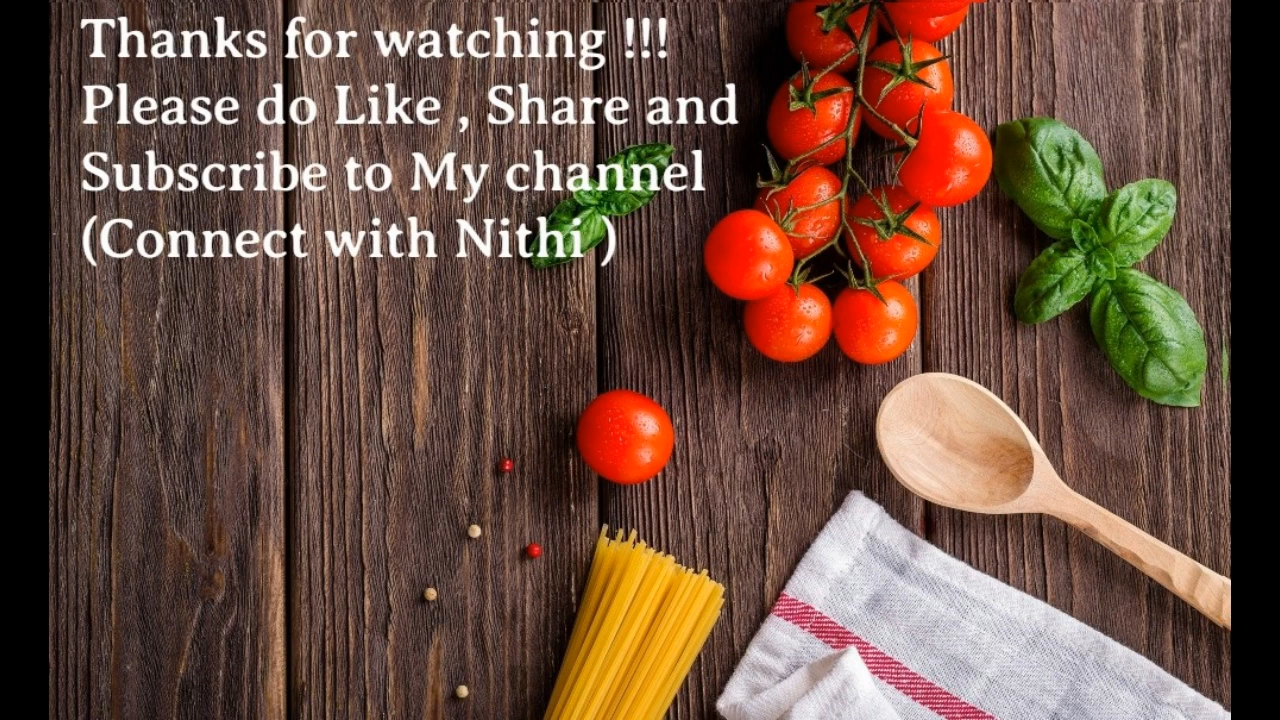 Thanks for watching !!!
Please do Like , Share and
Subscribe to My channel
(Connect with Nithi )